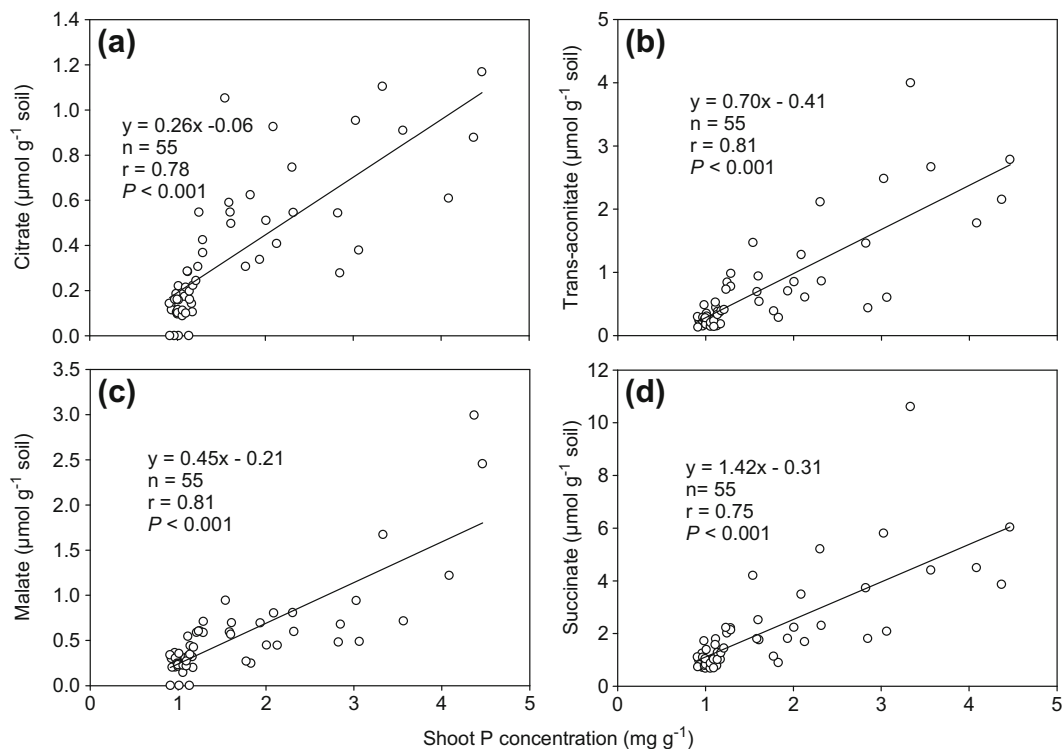 (a)
1.4
1.2
1.0
0.8
0.6
0.4
0.2
0.0
Citrate (µmol g⁻¹ soil)
y = 0.26x -0.06
n = 55
r = 0.78
P < 0.001
(b)
5
4
3
2
1
0
Trans-aconitate (µmol g⁻¹ soil)
y = 0.70x - 0.41
n = 55
r = 0.81
P < 0.001
(c)
3.5
3.0
2.5
2.0
1.5
1.0
0.5
0.0
Malate (µmol g⁻¹ soil)
y = 0.45x - 0.21
n = 55
r = 0.81
P < 0.001
0 1 2 3 4 5
(d)
12
10
8
6
4
2
0
Succinate (µmol g⁻¹ soil)
y = 1.42x - 0.31
n= 55
r = 0.75
P < 0.001
0 1 2 3 4 5
Shoot P concentration (mg g⁻¹)